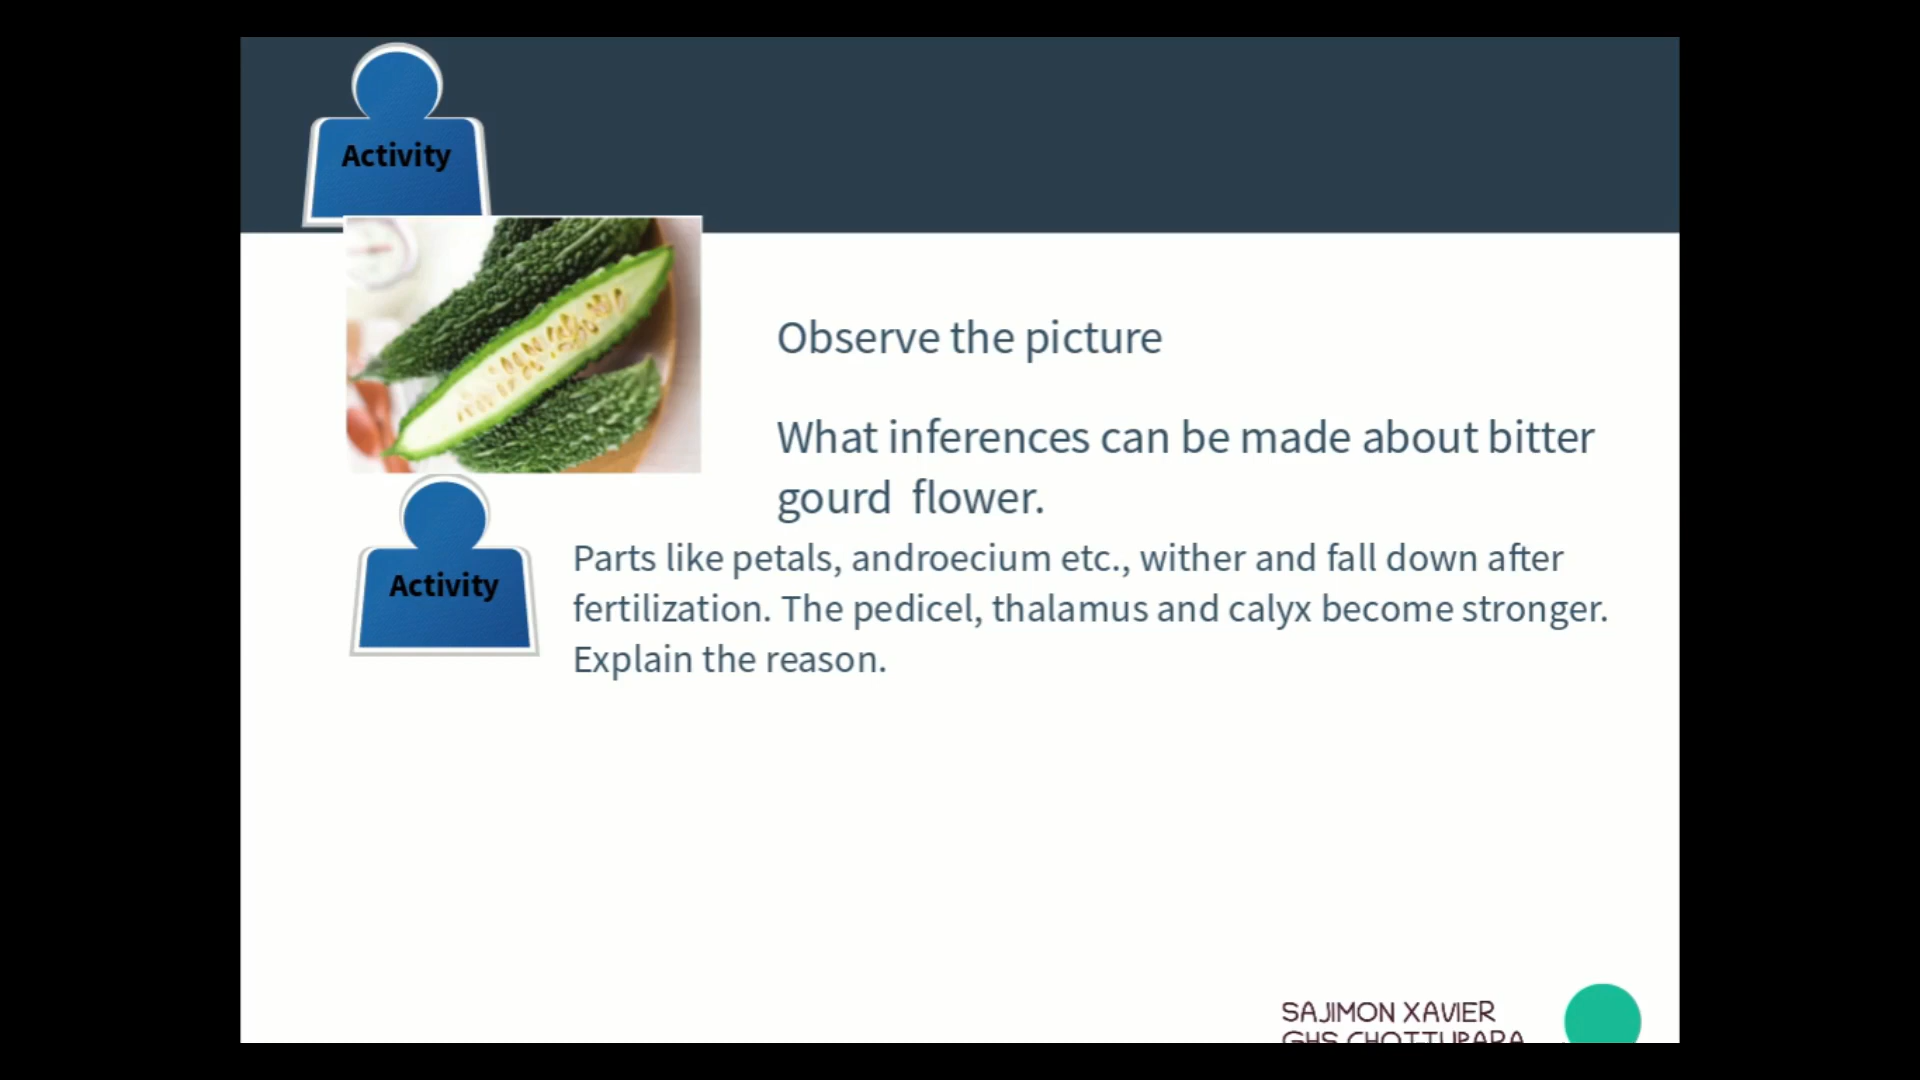 Activity
Observe the picture
What inferences can be made about bitter
gourd flower.
Activity
Parts like petals, androecium etc., wither and fall down after
fertilization. The pedicel, thalamus and calyx become stronger.
Explain the reason.
SAJIMON XAVIER
GHS CHOTTUPARA